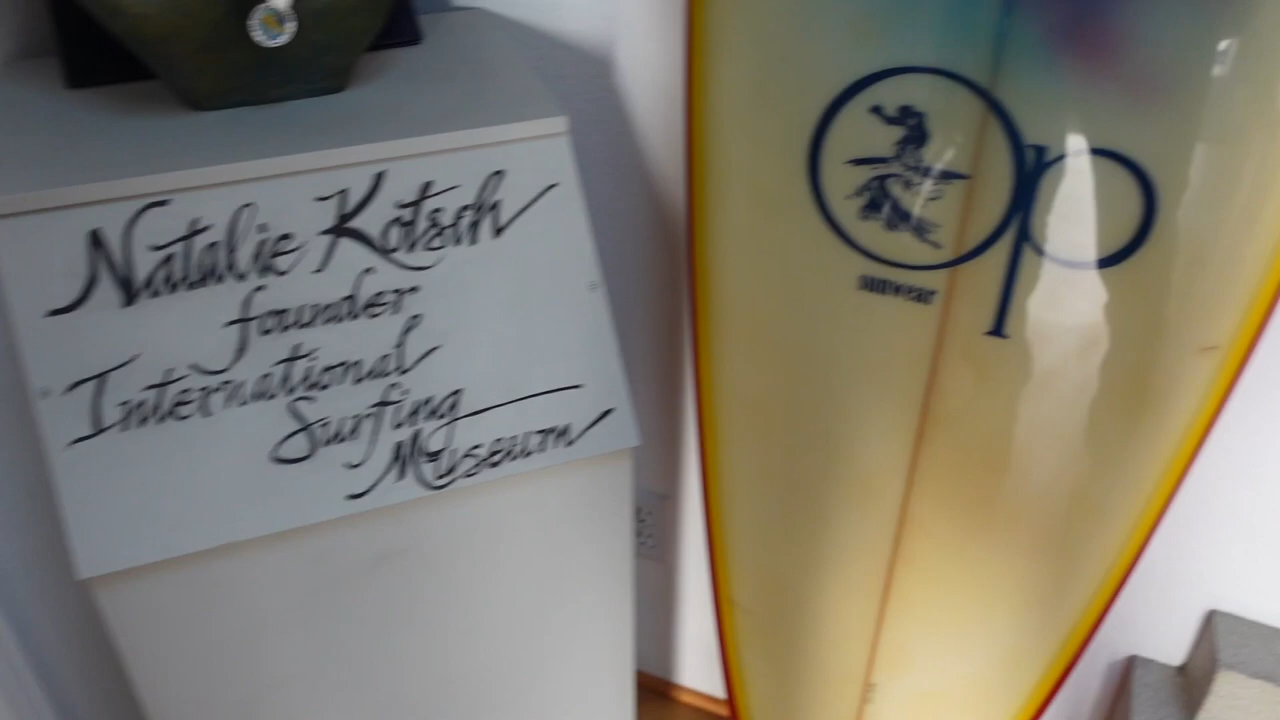 Natalie Kotsch
founder
International
Surfing
Museum
Op
sunwear